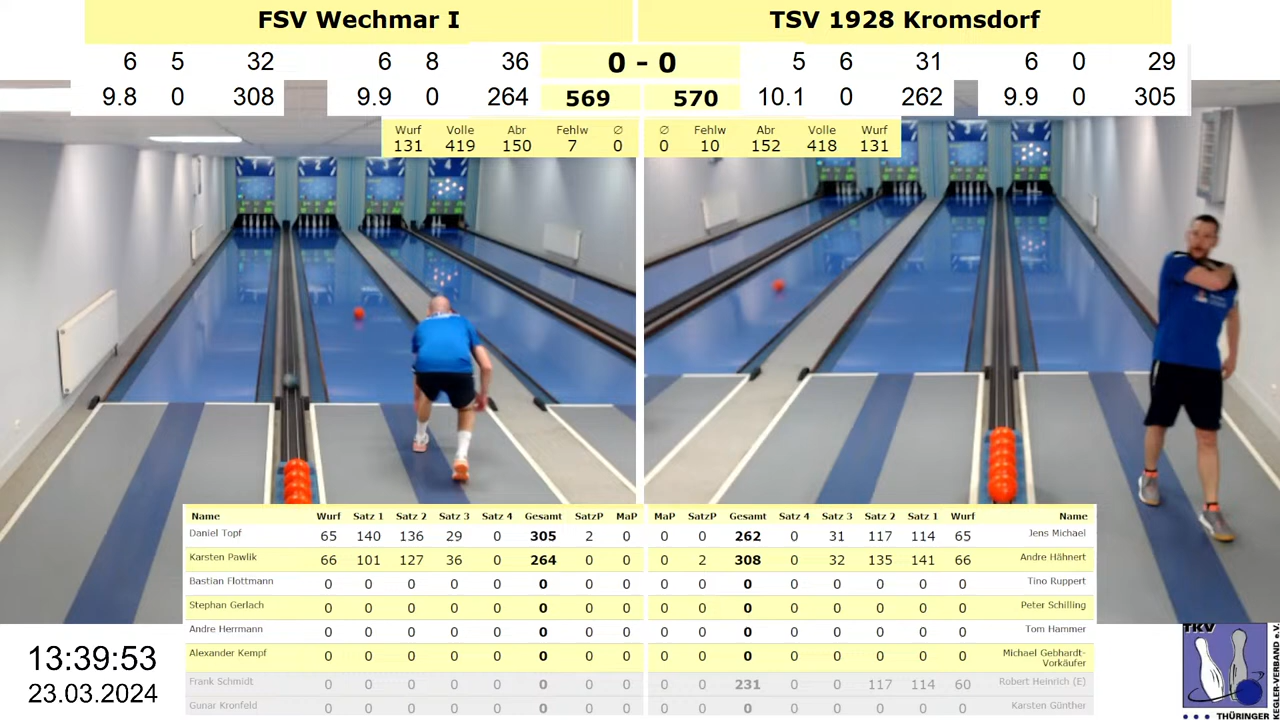 FSV Wechmar I TSV 1928 Kromsdorf
6 5 32 6 8 36 0 - 0 5 6 31 6 0 29
9.8 0 308 9.9 0 264 569 570 10.1 0 262 9.9 0 305
Wurf Volle Abr Fehlw ∅ ∅ Fehlw Abr Volle Wurf
131 419 150 7 0 0 10 152 418 131
1 2 3 4 3 4
Name Wurf Satz 1 Satz 2 Satz 3 Satz 4 Gesamt SatzP MaP MaP SatzP Gesamt Satz 4 Satz 3 Satz 2 Satz 1 Wurf Name
Daniel Topf 65 140 136 29 0 305 2 0 0 0 262 0 31 117 114 65 Jens Michael
Karsten Pawlik 66 101 127 36 0 264 0 0 0 2 308 0 32 135 141 66 Andre Hähnert
Bastian Flottmann 0 0 0 0 0 0 0 0 0 0 0 0 0 0 0 0 Tino Ruppert
Stephan Gerlach 0 0 0 0 0 0 0 0 0 0 0 0 0 0 0 0 Peter Schilling
Andre Herrmann 0 0 0 0 0 0 0 0 0 0 0 0 0 0 0 0 Tom Hammer
Alexander Kempf 0 0 0 0 0 0 0 0 0 0 0 0 0 0 0 0 Michael Gebhardt-
Vorkäufer
Frank Schmidt 0 0 0 0 0 0 0 0 0 0 231 0 0 117 114 60 Robert Heinrich (E)
Gunar Kronfeld 0 0 0 0 0 0 0 0 0 0 0 0 0 0 0 0 Karsten Günther
13:39:53
23.03.2024
TKV
THÜRINGER
KEGLER-VERBAND e.V.